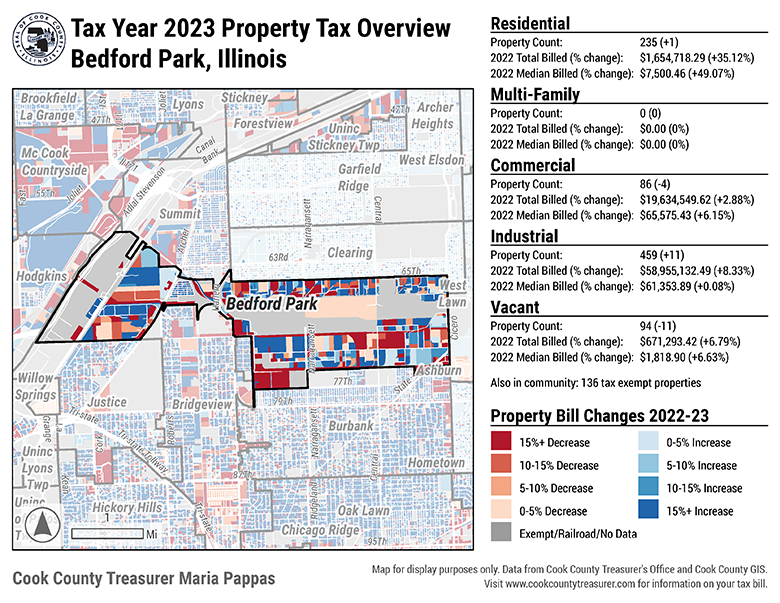 Tax Year 2023 Property Tax Overview
Bedford Park, Illinois
Residential
Property Count: 235 (+1)
2022 Total Billed (% change): $1,654,718.29 (+35.12%)
2022 Median Billed (% change): $7,500.46 (+49.07%)
Multi-Family
Property Count: 0 (0)
2022 Total Billed (% change): $0.00 (0%)
2022 Median Billed (% change): $0.00 (0%)
Commercial
Property Count: 86 (-4)
2022 Total Billed (% change): $19,634,549.62 (+2.88%)
2022 Median Billed (% change): $65,575.43 (+6.15%)
Industrial
Property Count: 459 (+11)
2022 Total Billed (% change): $58,955,132.49 (+8.33%)
2022 Median Billed (% change): $61,353.89 (+0.08%)
Vacant
Property Count: 94 (-11)
2022 Total Billed (% change): $671,293.42 (+6.79%)
2022 Median Billed (% change): $1,818.90 (+6.63%)
Also in community: 136 tax exempt properties
Property Bill Changes 2022-23
15%+ Decrease
10-15% Decrease
5-10% Decrease
0-5% Decrease
Exempt/Railroad/No Data
0-5% Increase
5-10% Increase
10-15% Increase
15%+ Increase
Brookfield
La Grange
47Th
Joliet
Lyons
Stickney
Forestview
47Th
Archer
Heights
Uninc
Stickney Twp
Canal
Bank
West Elsdon
Mc Cook
Countryside
55Th
East
Joliet
Adlai Stevenson
Garfield
Ridge
Summit
Archer
Narragansett
Central
63Rd
Clearing
65Th
Hodgkins
Bedford Park
West
Lawn
Cicero
Narragansett
Ashburn
State
77Th
79Th
Willow
Springs
Justice
Bridgeview
Roberts
La
Grange
Cork
Tri-State Tollway
Tri-State
Burbank
Narragansett
Central
Uninc
Lyons
Twp
Kean
87Th
Hometown
Ridgeland
Hickory Hills
Oak Lawn
Chicago Ridge
95Th
Uninc
T
1
Mi
Cook County Treasurer Maria Pappas
Map for display purposes only. Data from Cook County Treasurer's Office and Cook County GIS.
Visit www.cookcountytreasurer.com for information on your tax bill.